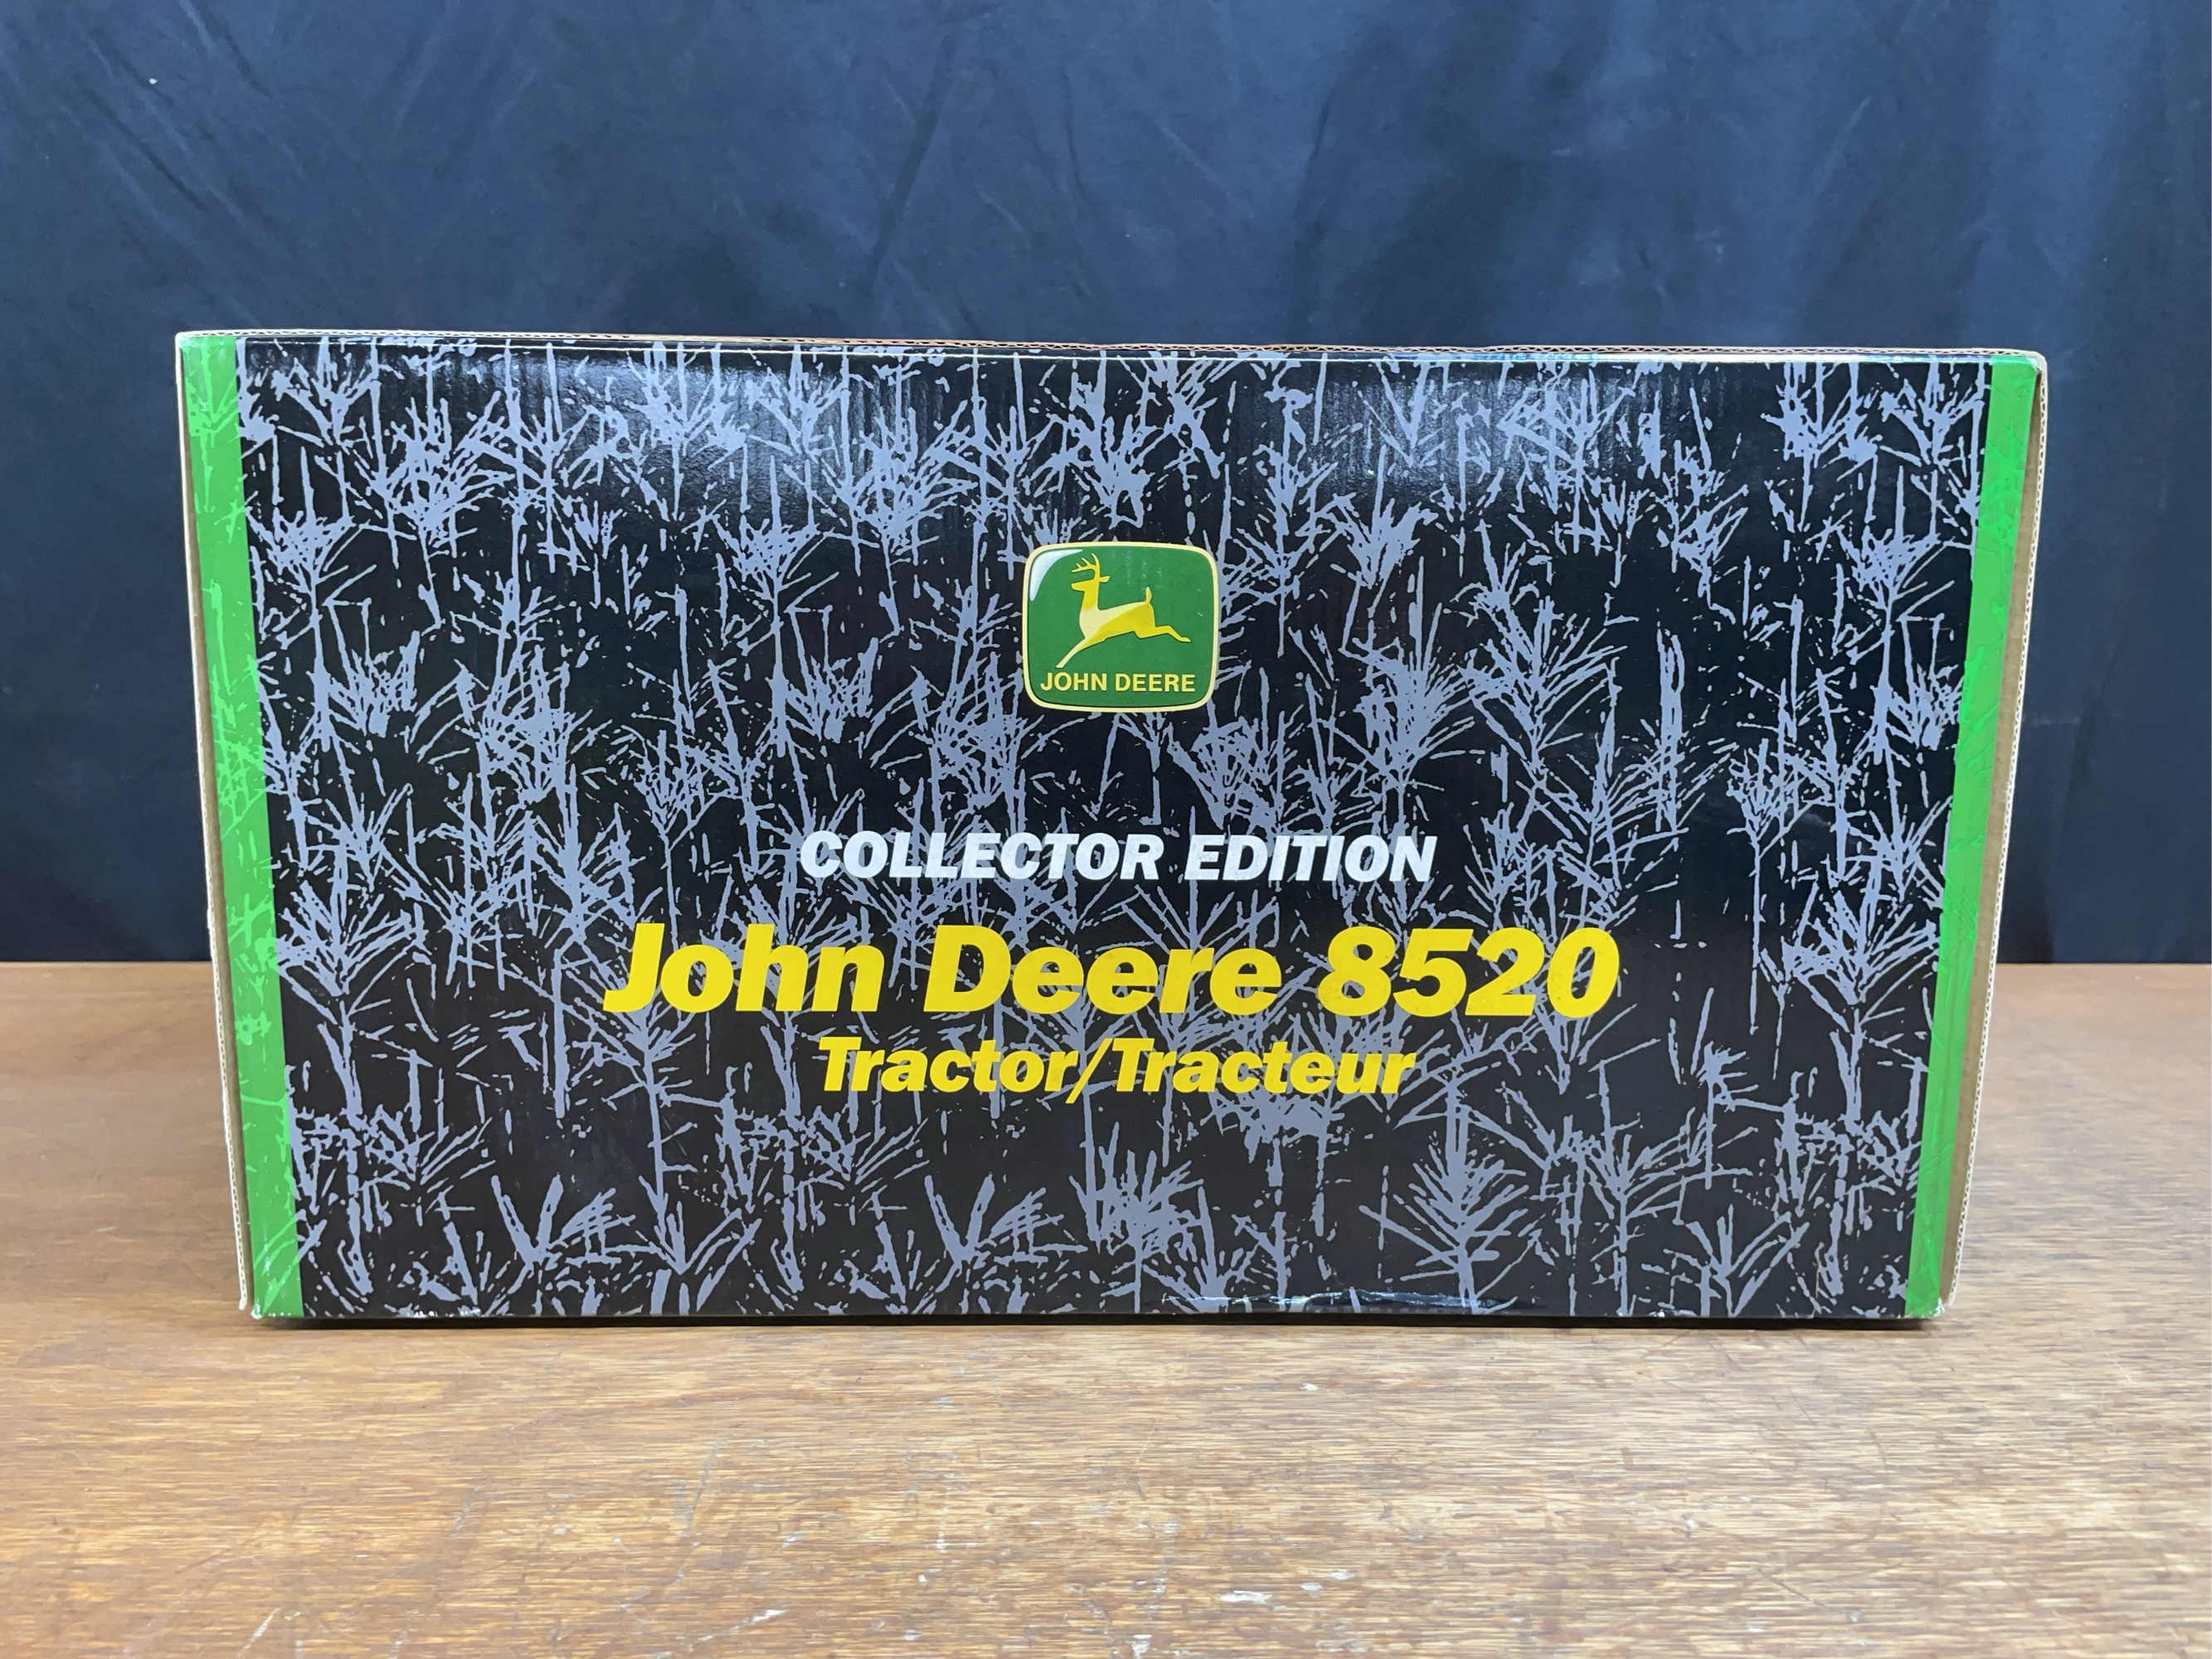 JOHN DEERE
COLLECTOR EDITION
John Deere 8520
Tractor/Tracteur